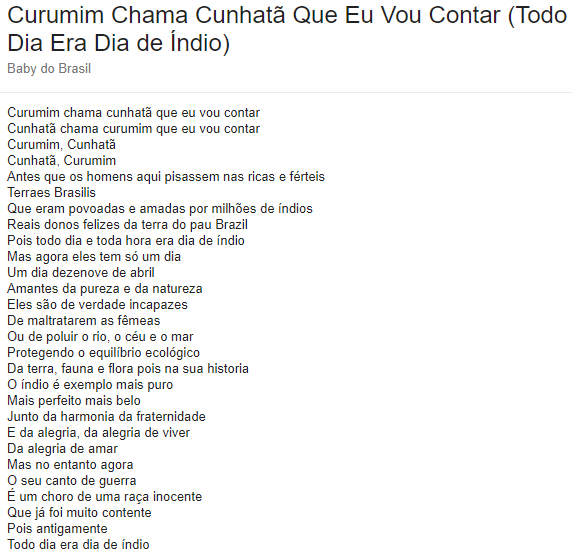 Curumim Chama Cunhatã Que Eu Vou Contar (Todo
Dia Era Dia de Índio)
Baby do Brasil
Curumim chama cunhatã que eu vou contar
Cunhatã chama curumim que eu vou contar
Curumim, Cunhatã
Cunhatã, Curumim
Antes que os homens aqui pisassem nas ricas e férteis
Terraes Brasilis
Que eram povoadas e amadas por milhões de índios
Reais donos felizes da terra do pau Brazil
Pois todo dia e toda hora era dia de índio
Mas agora eles tem só um dia
Um dia dezenove de abril
Amantes da pureza e da natureza
Eles são de verdade incapazes
De maltratarem as fêmeas
Ou de poluir o rio, o céu e o mar
Protegendo o equilíbrio ecológico
Da terra, fauna e flora pois na sua historia
O índio é exemplo mais puro
Mais perfeito mais belo
Junto da harmonia da fraternidade
E da alegria, da alegria de viver
Da alegria de amar
Mas no entanto agora
O seu canto de guerra
É um choro de uma raça inocente
Que já foi muito contente
Pois antigamente
Todo dia era dia de índio